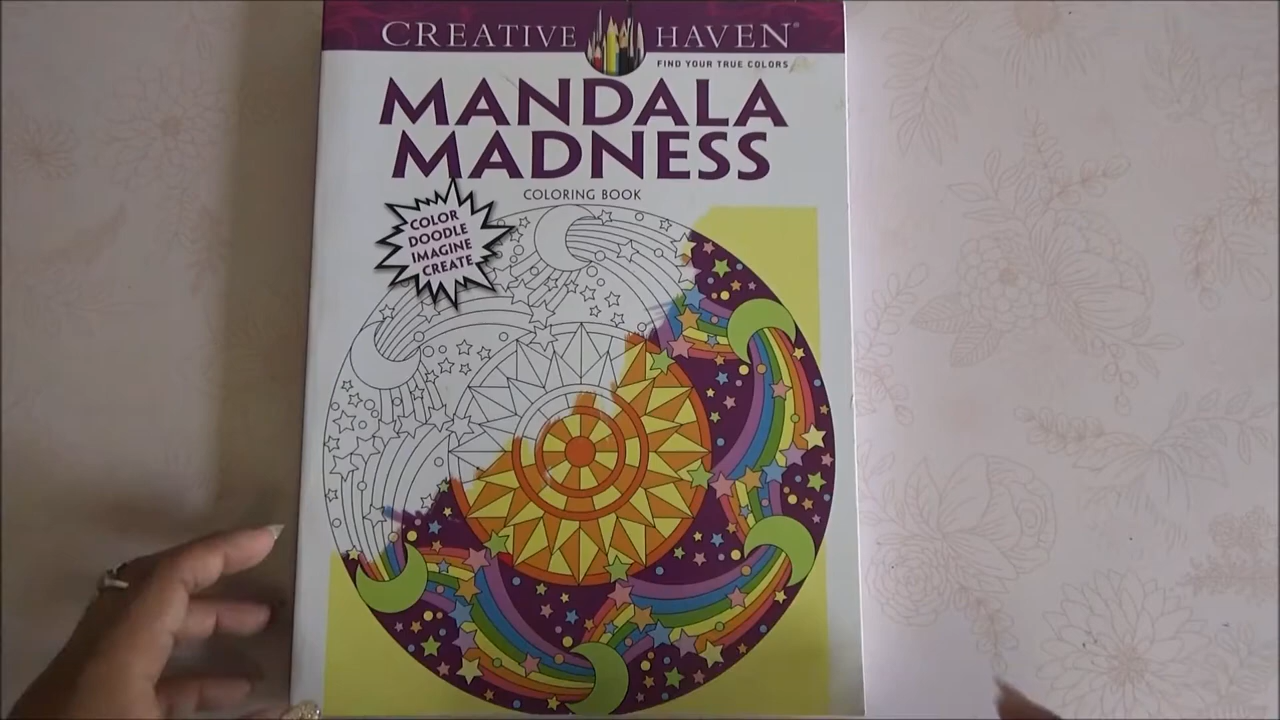 CREATIVE HAVEN®
FIND YOUR TRUE COLORS
MANDALA
MADNESS
COLORING BOOK
COLOR
DOODLE
IMAGINE
CREATE